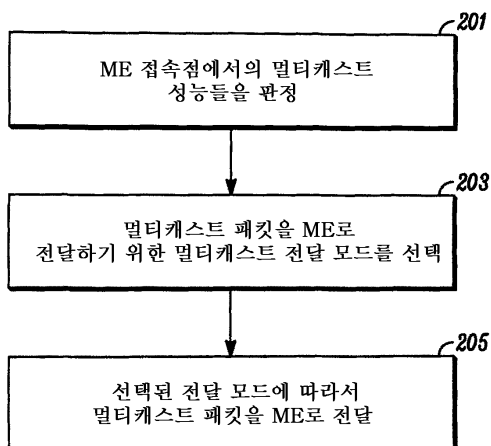 201
ME 접속점에서의 멀티캐스트
성능들을 판정
203
멀티캐스트 패킷을 ME로
전달하기 위한 멀티캐스트 전달 모드를 선택
205
선택된 전달 모드에 따라서
멀티캐스트 패킷을 ME로 전달